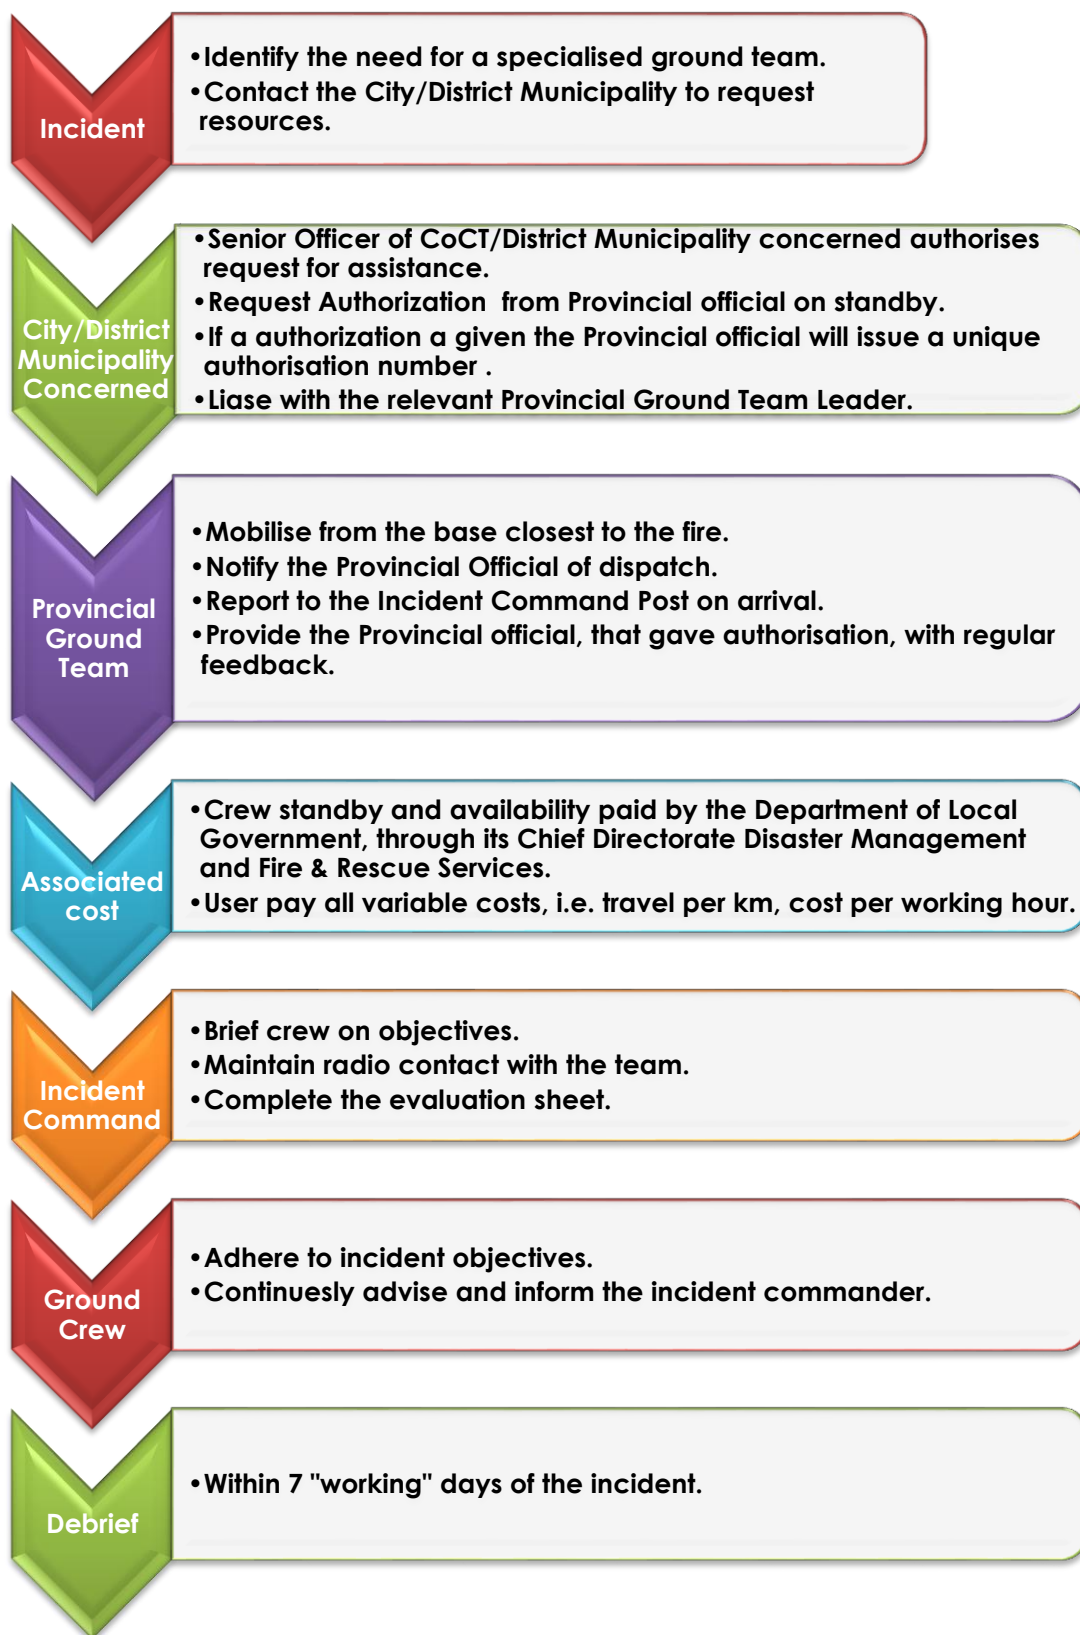 Incident
•Identify the need for a specialised ground team.
•Contact the City/District Municipality to request
resources.
City/District
Municipality
Concerned
•Senior Officer of CoCT/District Municipality concerned authorises
request for assistance.
•Request Authorization  from Provincial official on standby.
•If a authorization a given the Provincial official will issue a unique
authorisation number .
•Liase with the relevant Provincial Ground Team Leader.
Provincial
Ground
Team
•Mobilise from the base closest to the fire.
•Notify the Provincial Official of dispatch.
•Report to the Incident Command Post on arrival.
•Provide the Provincial official, that gave authorisation, with regular
feedback.
Associated
cost
•Crew standby and availability paid by the Department of Local
Government, through its Chief Directorate Disaster Management
and Fire & Rescue Services.
•User pay all variable costs, i.e. travel per km, cost per working hour.
Incident
Command
•Brief crew on objectives.
•Maintain radio contact with the team.
•Complete the evaluation sheet.
Ground
Crew
•Adhere to incident objectives.
•Continuesly advise and inform the incident commander.
Debrief
•Within 7 "working" days of the incident.